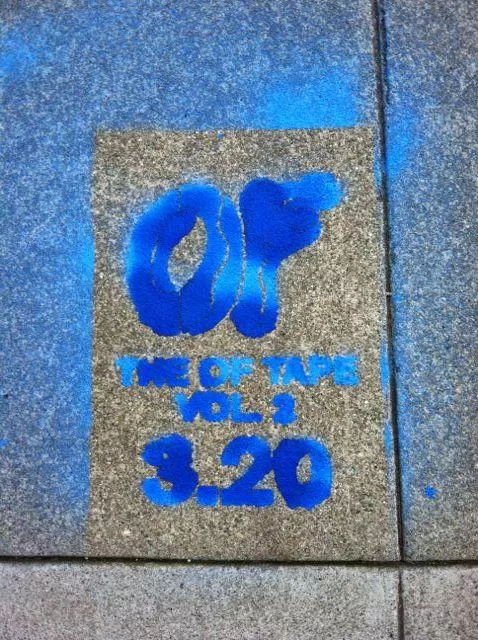 OF
THE OF TAPE
VOL. 2
3.20